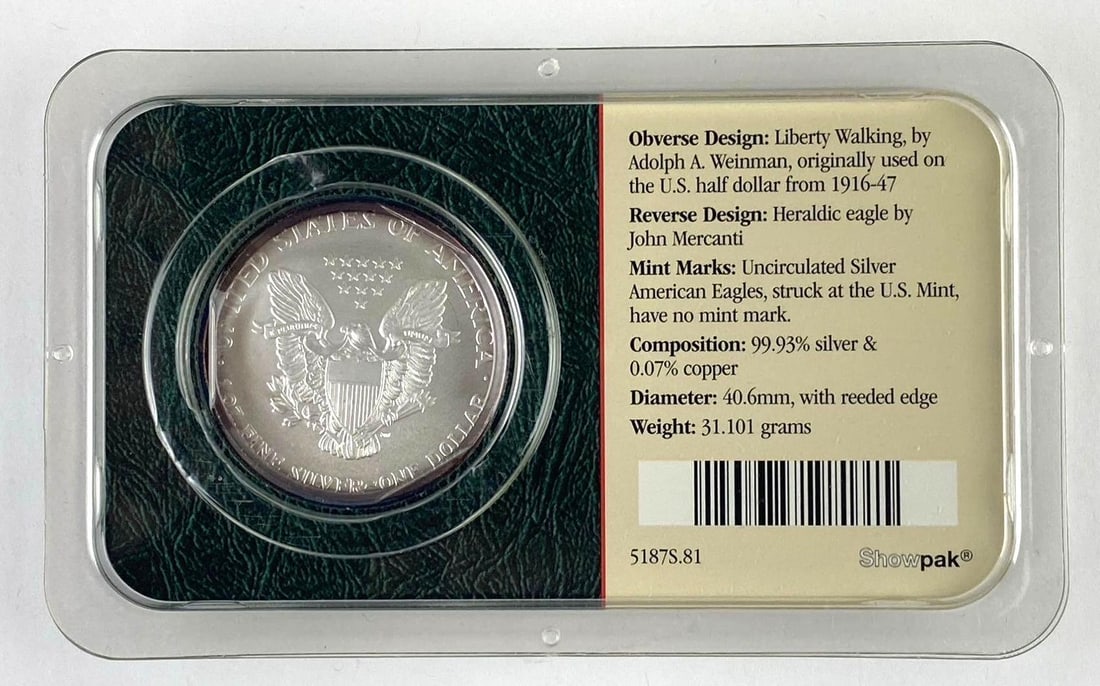 UNITED STATES OF AMERICA
PLURIBUS
1 OZ. FINE SILVER~ONE DOLLAR
Obverse Design: Liberty Walking, by
Adolph A. Weinman, originally used on
the U.S. half dollar from 1916-47
Reverse Design: Heraldic eagle by
John Mercanti
Mint Marks: Uncirculated Silver
American Eagles, struck at the U.S. Mint,
have no mint mark.
Composition: 99.93% silver &
0.07% copper
Diameter: 40.6mm, with reeded edge
Weight: 31.101 grams
5187S.81
Showpak®